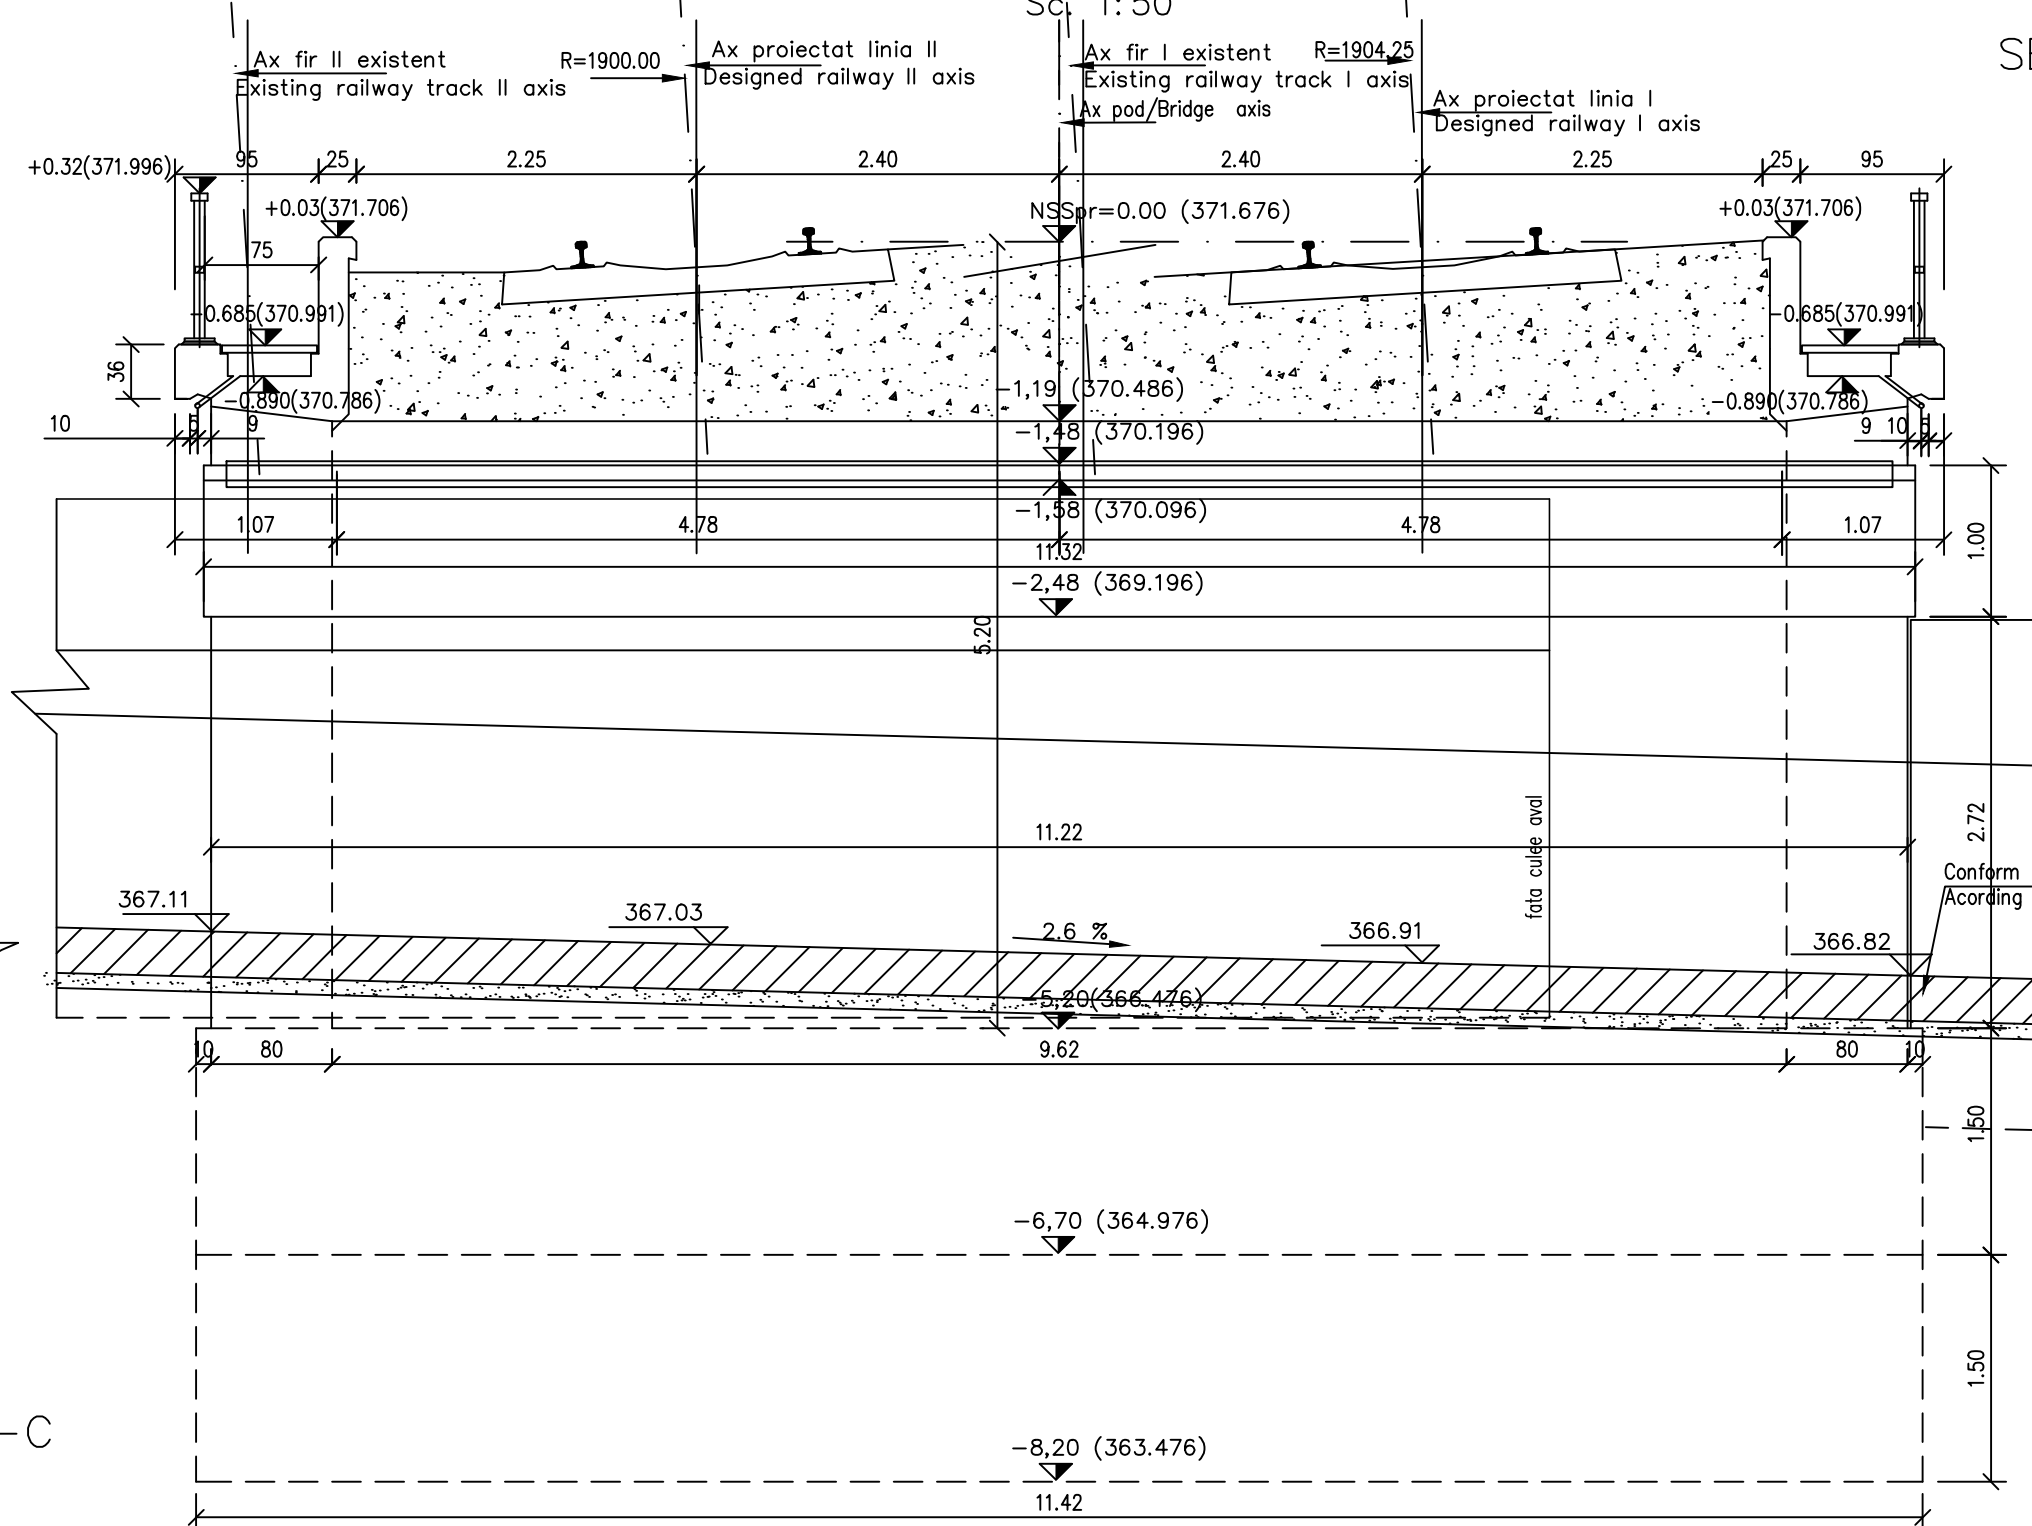 Sc. 1:50
SE
Ax fir II existent
Existing railway track II axis
R=1900.00
Ax proiectat linia II
Designed railway II axis
Ax fir I existent
Existing railway track I axis
R=1904.25
Ax pod/Bridge axis
Ax proiectat linia I
Designed railway I axis
+0.32(371.996)
95
25
2.25
2.40
2.40
2.25
25
95
+0.03(371.706)
NSSpr=0.00 (371.676)
+0.03(371.706)
75
-0.685(370.991)
-0.685(370.991)
36
-0.890(370.786)
-1,19 (370.486)
-0.890(370.786)
10
5
9
-1,48 (370.196)
9
10
5
-1,58 (370.096)
1.07
4.78
4.78
1.07
1.00
11.32
-2,48 (369.196)
5.20
11.22
2.72
fata culee aval
Conform
Acording
367.11
367.03
2.6 %
366.91
366.82
-5,20(366.476)
10
80
9.62
80
10
1.50
-6,70 (364.976)
1.50
-C
-8,20 (363.476)
11.42